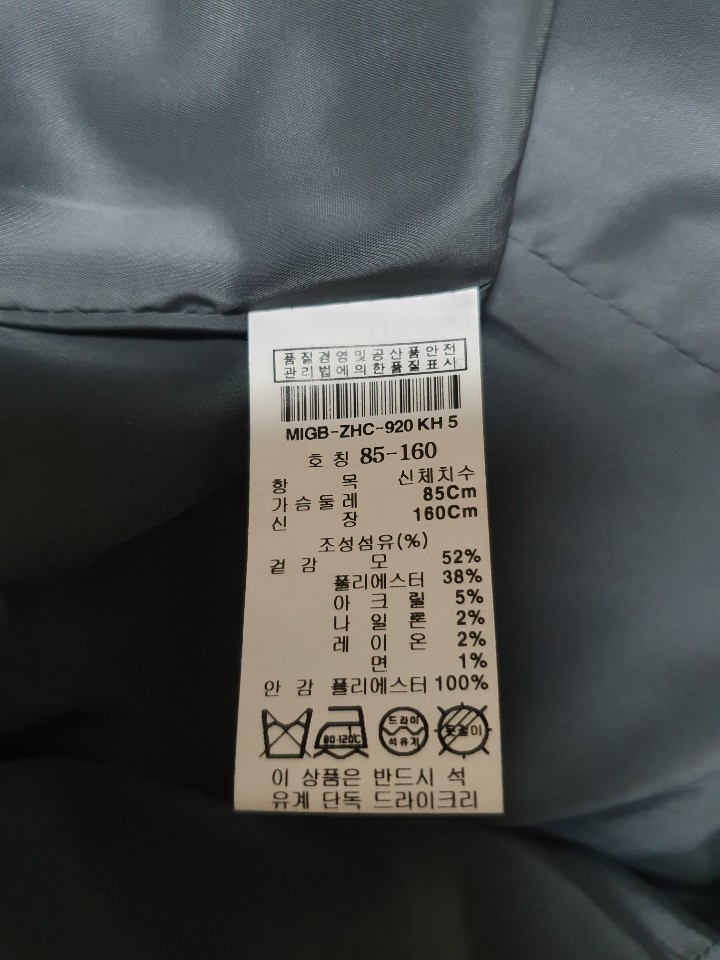 품질경영및공산품안전
관리법에의한품질표시
MIGB-ZHC-920 KH 5
호 칭 85-160
항 목 신체치수
가슴둘레 85Cm
신 장 160Cm
조성섬유(%)
겉 감 모 52%
폴리에스터 38%
아 크 릴 5%
나 일 론 2%
레 이 온 2%
면 1%
안 감 폴리에스터 100%
80-120℃
드라이
석유계
이 상품은 반드시 석
유계 단독 드라이크리